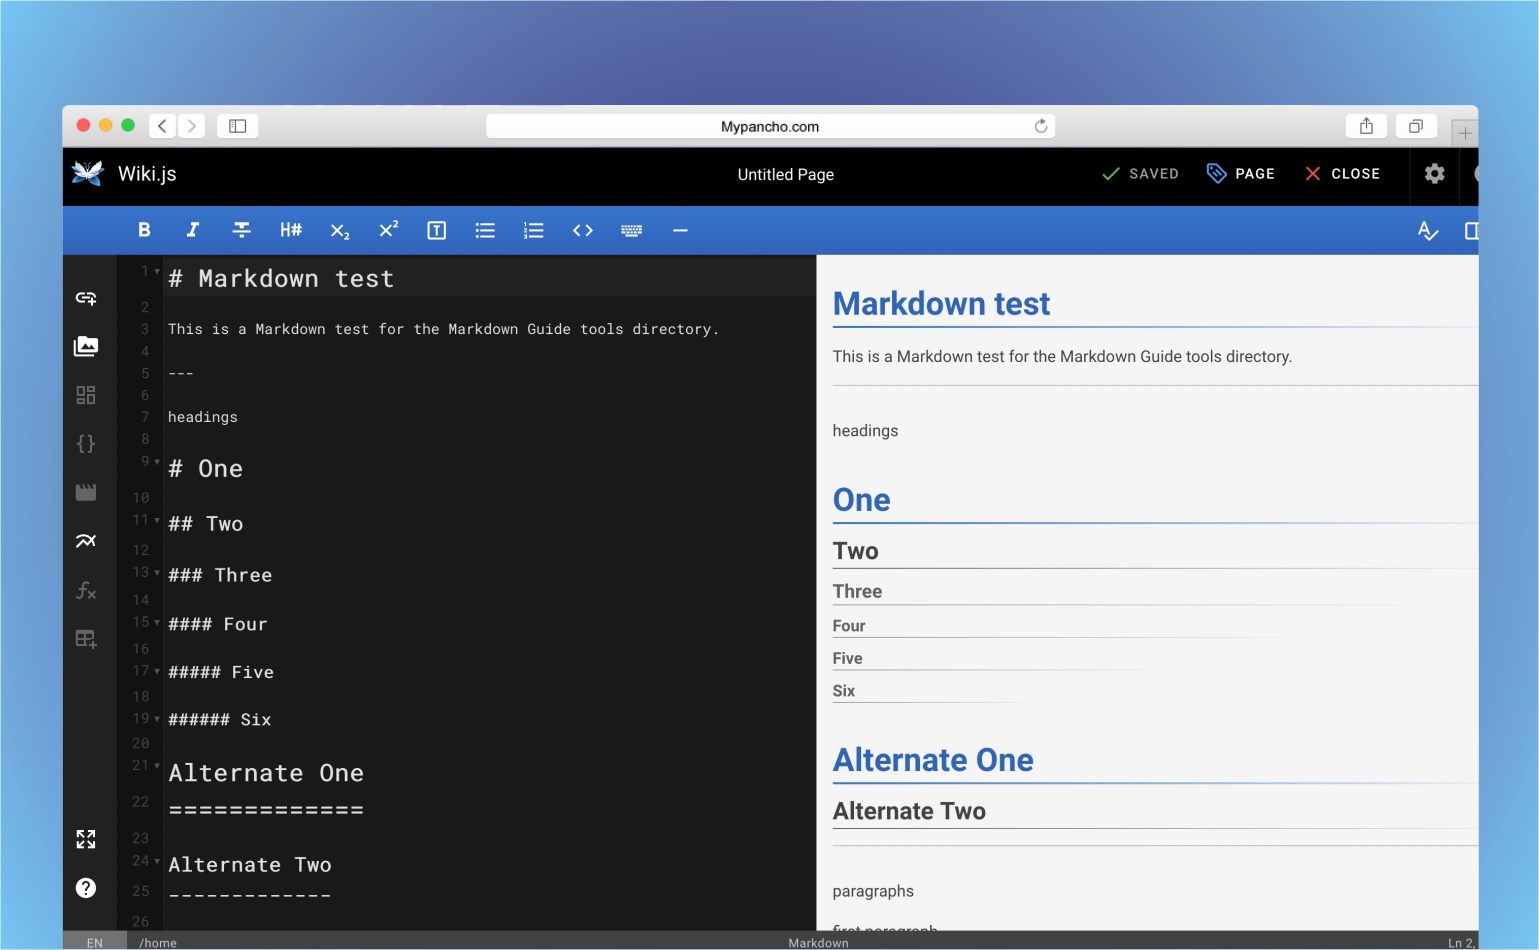 Mypancho.com
Wiki.js
Untitled Page
SAVED
PAGE
CLOSE
B I H# X₂ X² T
1 # Markdown test
2
3 This is a Markdown test for the Markdown Guide tools directory.
4
5 ---
6
7 headings
8
9 # One
10
11 ## Two
12
13 ### Three
14
15 #### Four
16
17 ##### Five
18
19 ###### Six
20
21 Alternate One
22 =============
23
24 Alternate Two
25 -------------
26
Markdown test
This is a Markdown test for the Markdown Guide tools directory.
headings
One
Two
Three
Four
Five
Six
Alternate One
Alternate Two
paragraphs
first paragraph
EN
/home
Markdown
Ln 2,